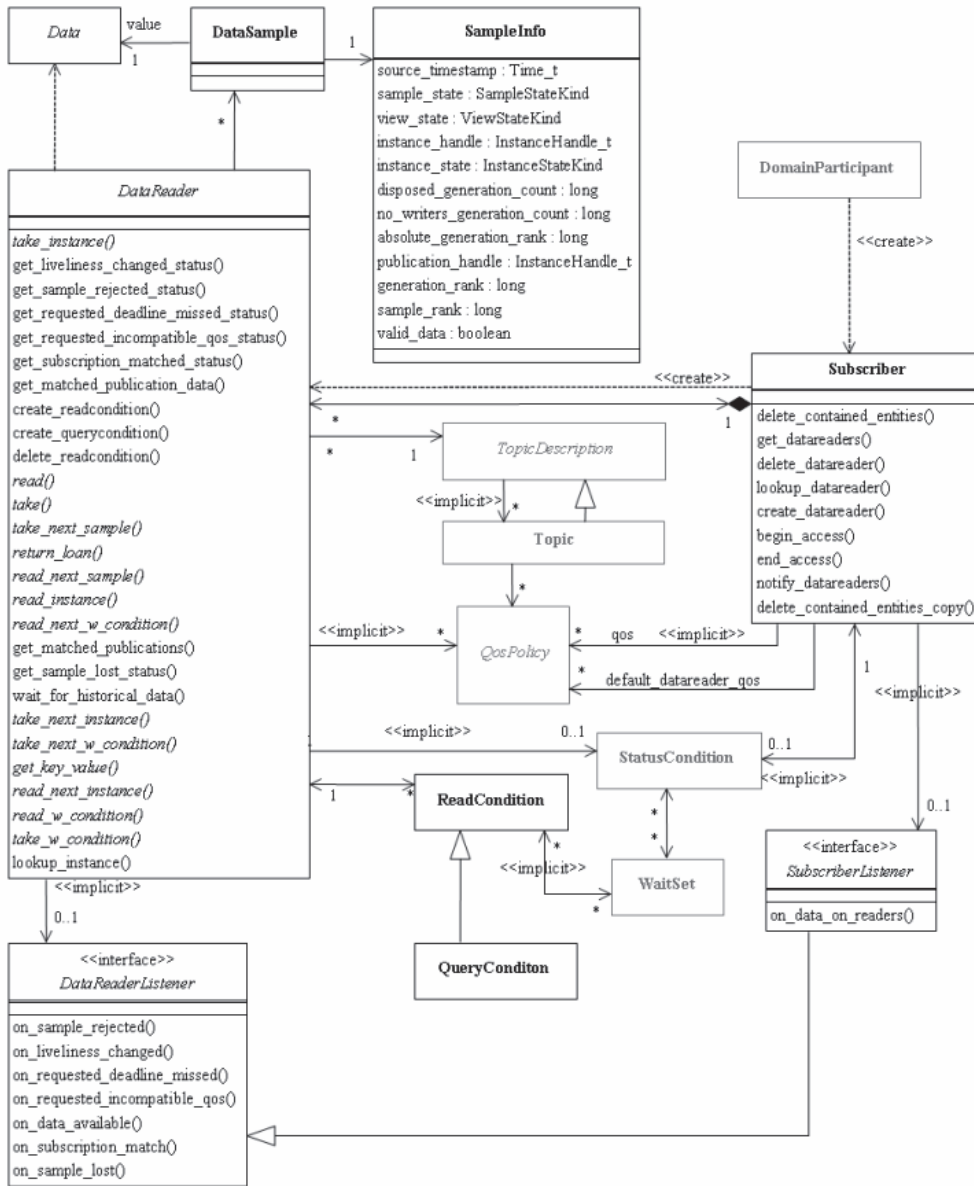 Data
value
1
DataSample
1
*
SampleInfo
source_timestamp : Time_t
sample_state : SampleStateKind
view_state : ViewStateKind
instance_handle : InstanceHandle_t
instance_state : InstanceStateKind
disposed_generation_count : long
no_writers_generation_count : long
absolute_generation_rank : long
publication_handle : InstanceHandle_t
generation_rank : long
sample_rank : long
valid_data : boolean
DomainParticipant
<<create>>
DataReader
take_instance()
get_liveliness_changed_status()
get_sample_rejected_status()
get_requested_deadline_missed_status()
get_requested_incompatible_qos_status()
get_subscription_matched_status()
get_matched_publication_data()
create_readcondition()
create_querycondition()
delete_readcondition()
read()
take()
take_next_sample()
return_loan()
read_next_sample()
read_instance()
read_next_w_condition()
get_matched_publications()
get_sample_lost_status()
wait_for_historical_data()
take_next_instance()
take_next_w_condition()
get_key_value()
read_next_instance()
read_w_condition()
take_w_condition()
lookup_instance()
<<create>>
*
1
*
1
Subscriber
delete_contained_entities()
get_datareaders()
delete_datareader()
lookup_datareader()
create_datareader()
begin_access()
end_access()
notify_datareaders()
delete_contained_entities_copy()
TopicDescription
<<implicit>>
*
Topic
*
<<implicit>>
*
QosPolicy
*
qos
<<implicit>>
*
default_datareader_qos
<<implicit>>
0..1
StatusCondition
0..1
1
<<implicit>>
<<implicit>>
0..1
1
*
ReadCondition
*
<<implicit>>
*
*
*
WaitSet
QueryConditon
<<interface>>
SubscriberListener
on_data_on_readers()
<<implicit>>
0..1
<<interface>>
DataReaderListener
on_sample_rejected()
on_liveliness_changed()
on_requested_deadline_missed()
on_requested_incompatible_qos()
on_data_available()
on_subscription_match()
on_sample_lost()